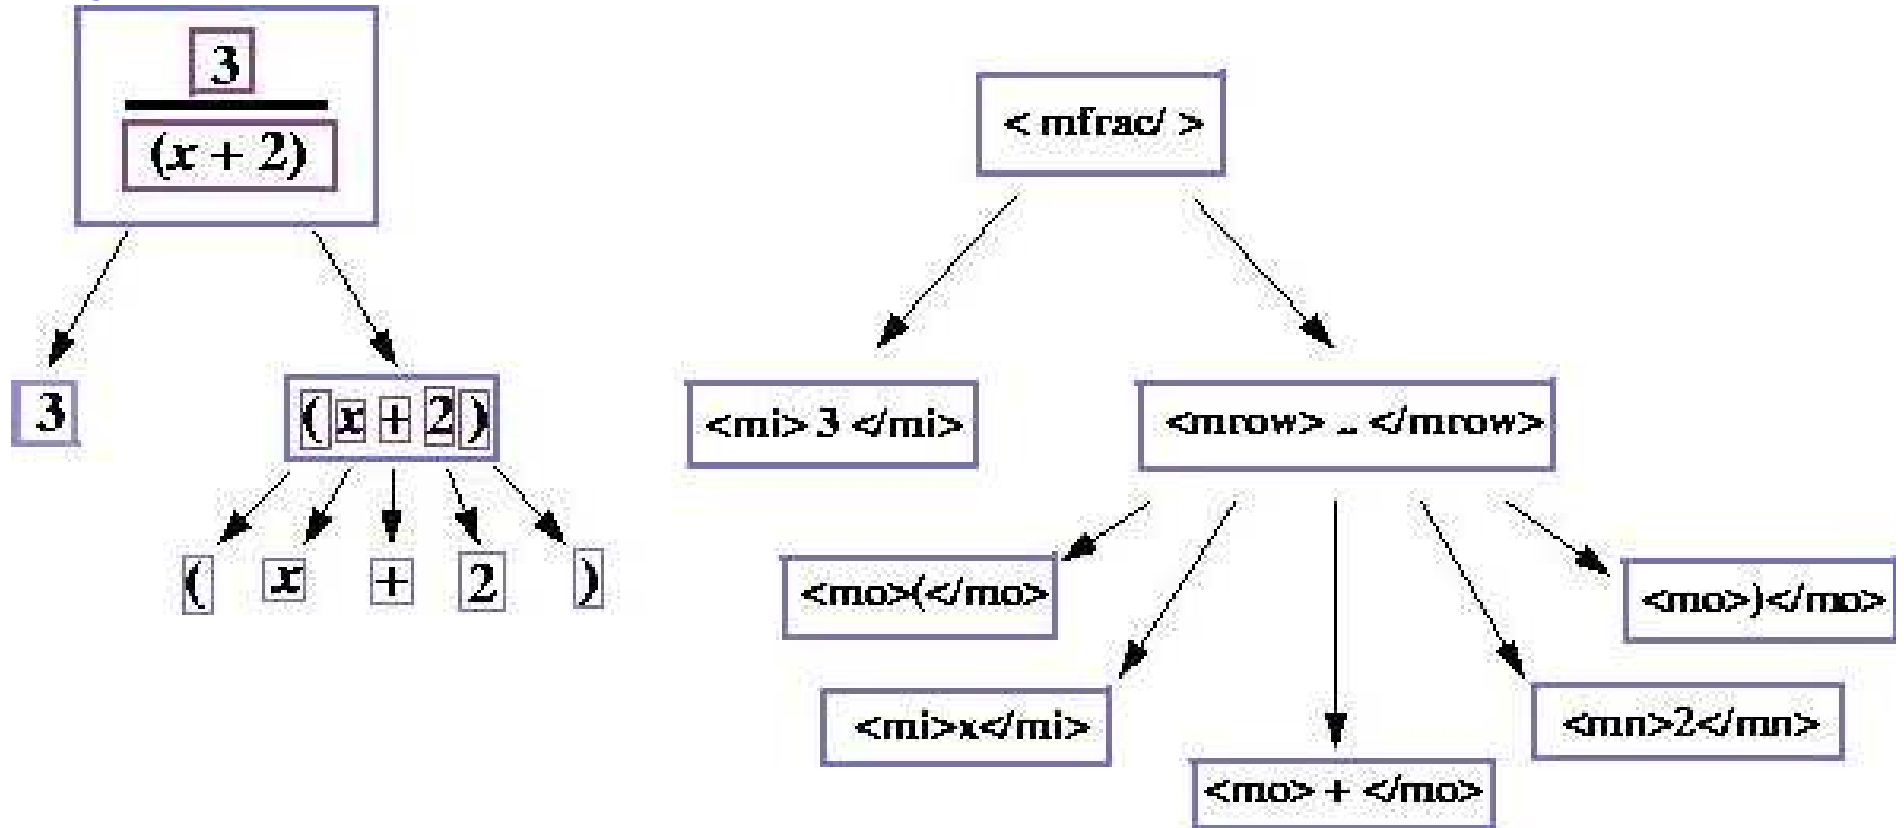 3
(x + 2)
3
(x + 2)
( x + 2 )
< mfrac/ >
<mi> 3 </mi>
<mrow> .. </mrow>
<mo>(</mo>
<mo>)</mo>
<mi>x</mi>
<mn>2</mn>
<mo> + </mo>